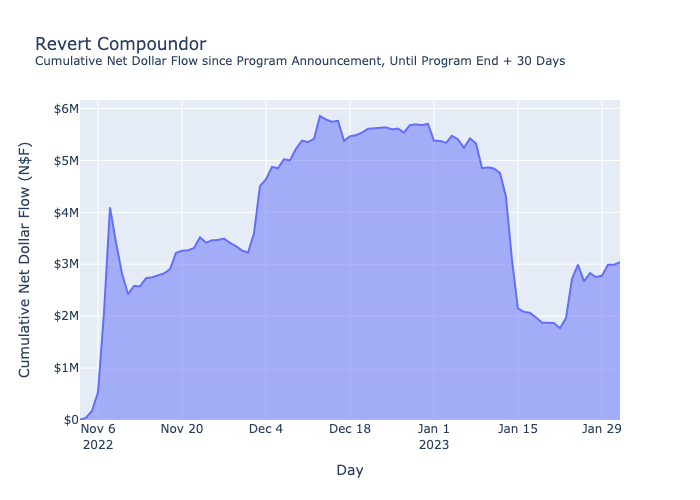 Revert Compoundor
Cumulative Net Dollar Flow since Program Announcement, Until Program End + 30 Days
Cumulative Net Dollar Flow (N$F)
$6M
$5M
$4M
$3M
$2M
$1M
$0
Nov 6 Nov 20 Dec 4 Dec 18 Jan 1 Jan 15 Jan 29
2022 2023
Day